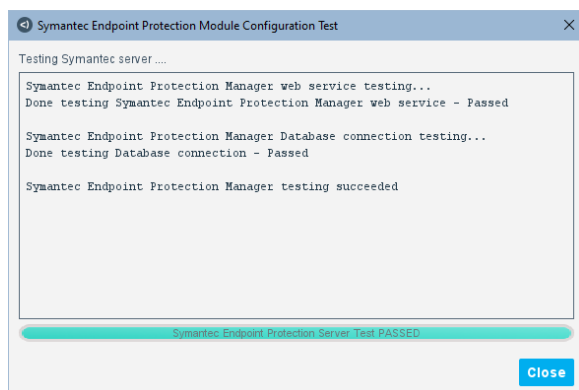 Symantec Endpoint Protection Module Configuration Test
Testing Symantec server ....
Symantec Endpoint Protection Manager web service testing...
Done testing Symantec Endpoint Protection Manager web service - Passed
Symantec Endpoint Protection Manager Database connection testing...
Done testing Database connection - Passed
Symantec Endpoint Protection Manager testing succeeded
Symantec Endpoint Protection Server Test PASSED
Close